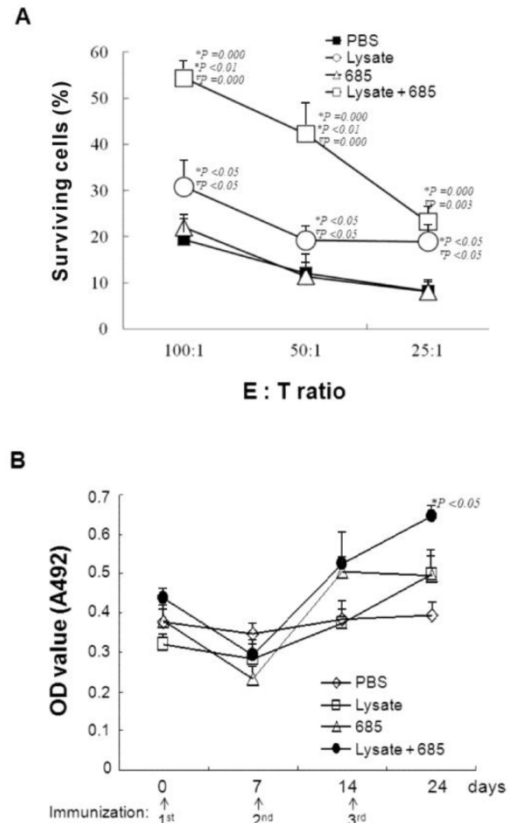 A
60
50
40
30
20
10
0
Surviving cells (%)
PBS
Lysate
685
Lysate + 685
*P =0.000
*P <0.01
∓P =0.000
*P <0.05
∓P <0.05
*P =0.000
*P <0.01
∓P =0.000
*P <0.05
∓P <0.05
*P =0.000
∓P =0.003
*P <0.05
∓P <0.05
100:1 50:1 25:1
E : T ratio
B
0.7
0.6
0.5
0.4
0.3
0.2
0.1
0
OD value (A492)
*P <0.05
PBS
Lysate
685
Lysate + 685
0 7 14 24 days
Immunization: 1st 2nd 3rd